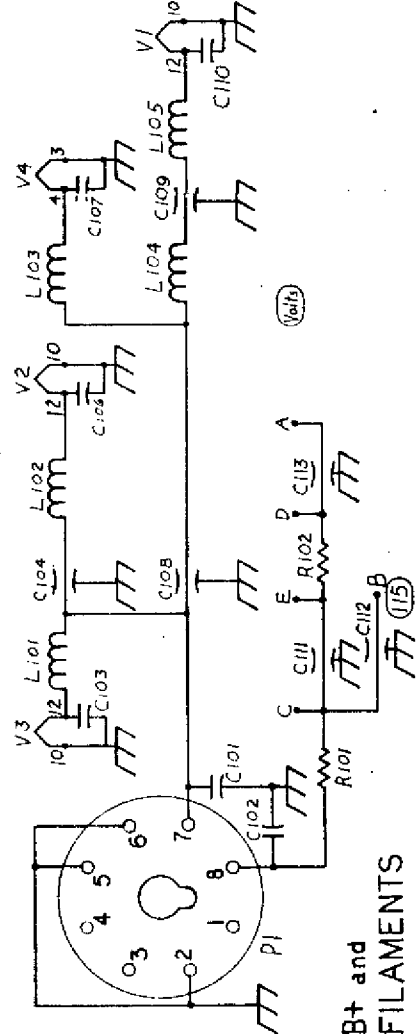 V3
10
12
L101
C103
C104
L102
V2
12
10
C106
L103
V4
4
3
C107
C108
L104
C109
L105
V1
12
10
C110
1
2
3
4
5
6
7
8
P1
C101
C102
R101
C
C111
C112
E
R102
D
C113
A
B
115
Volts
B+ and
FILAMENTS